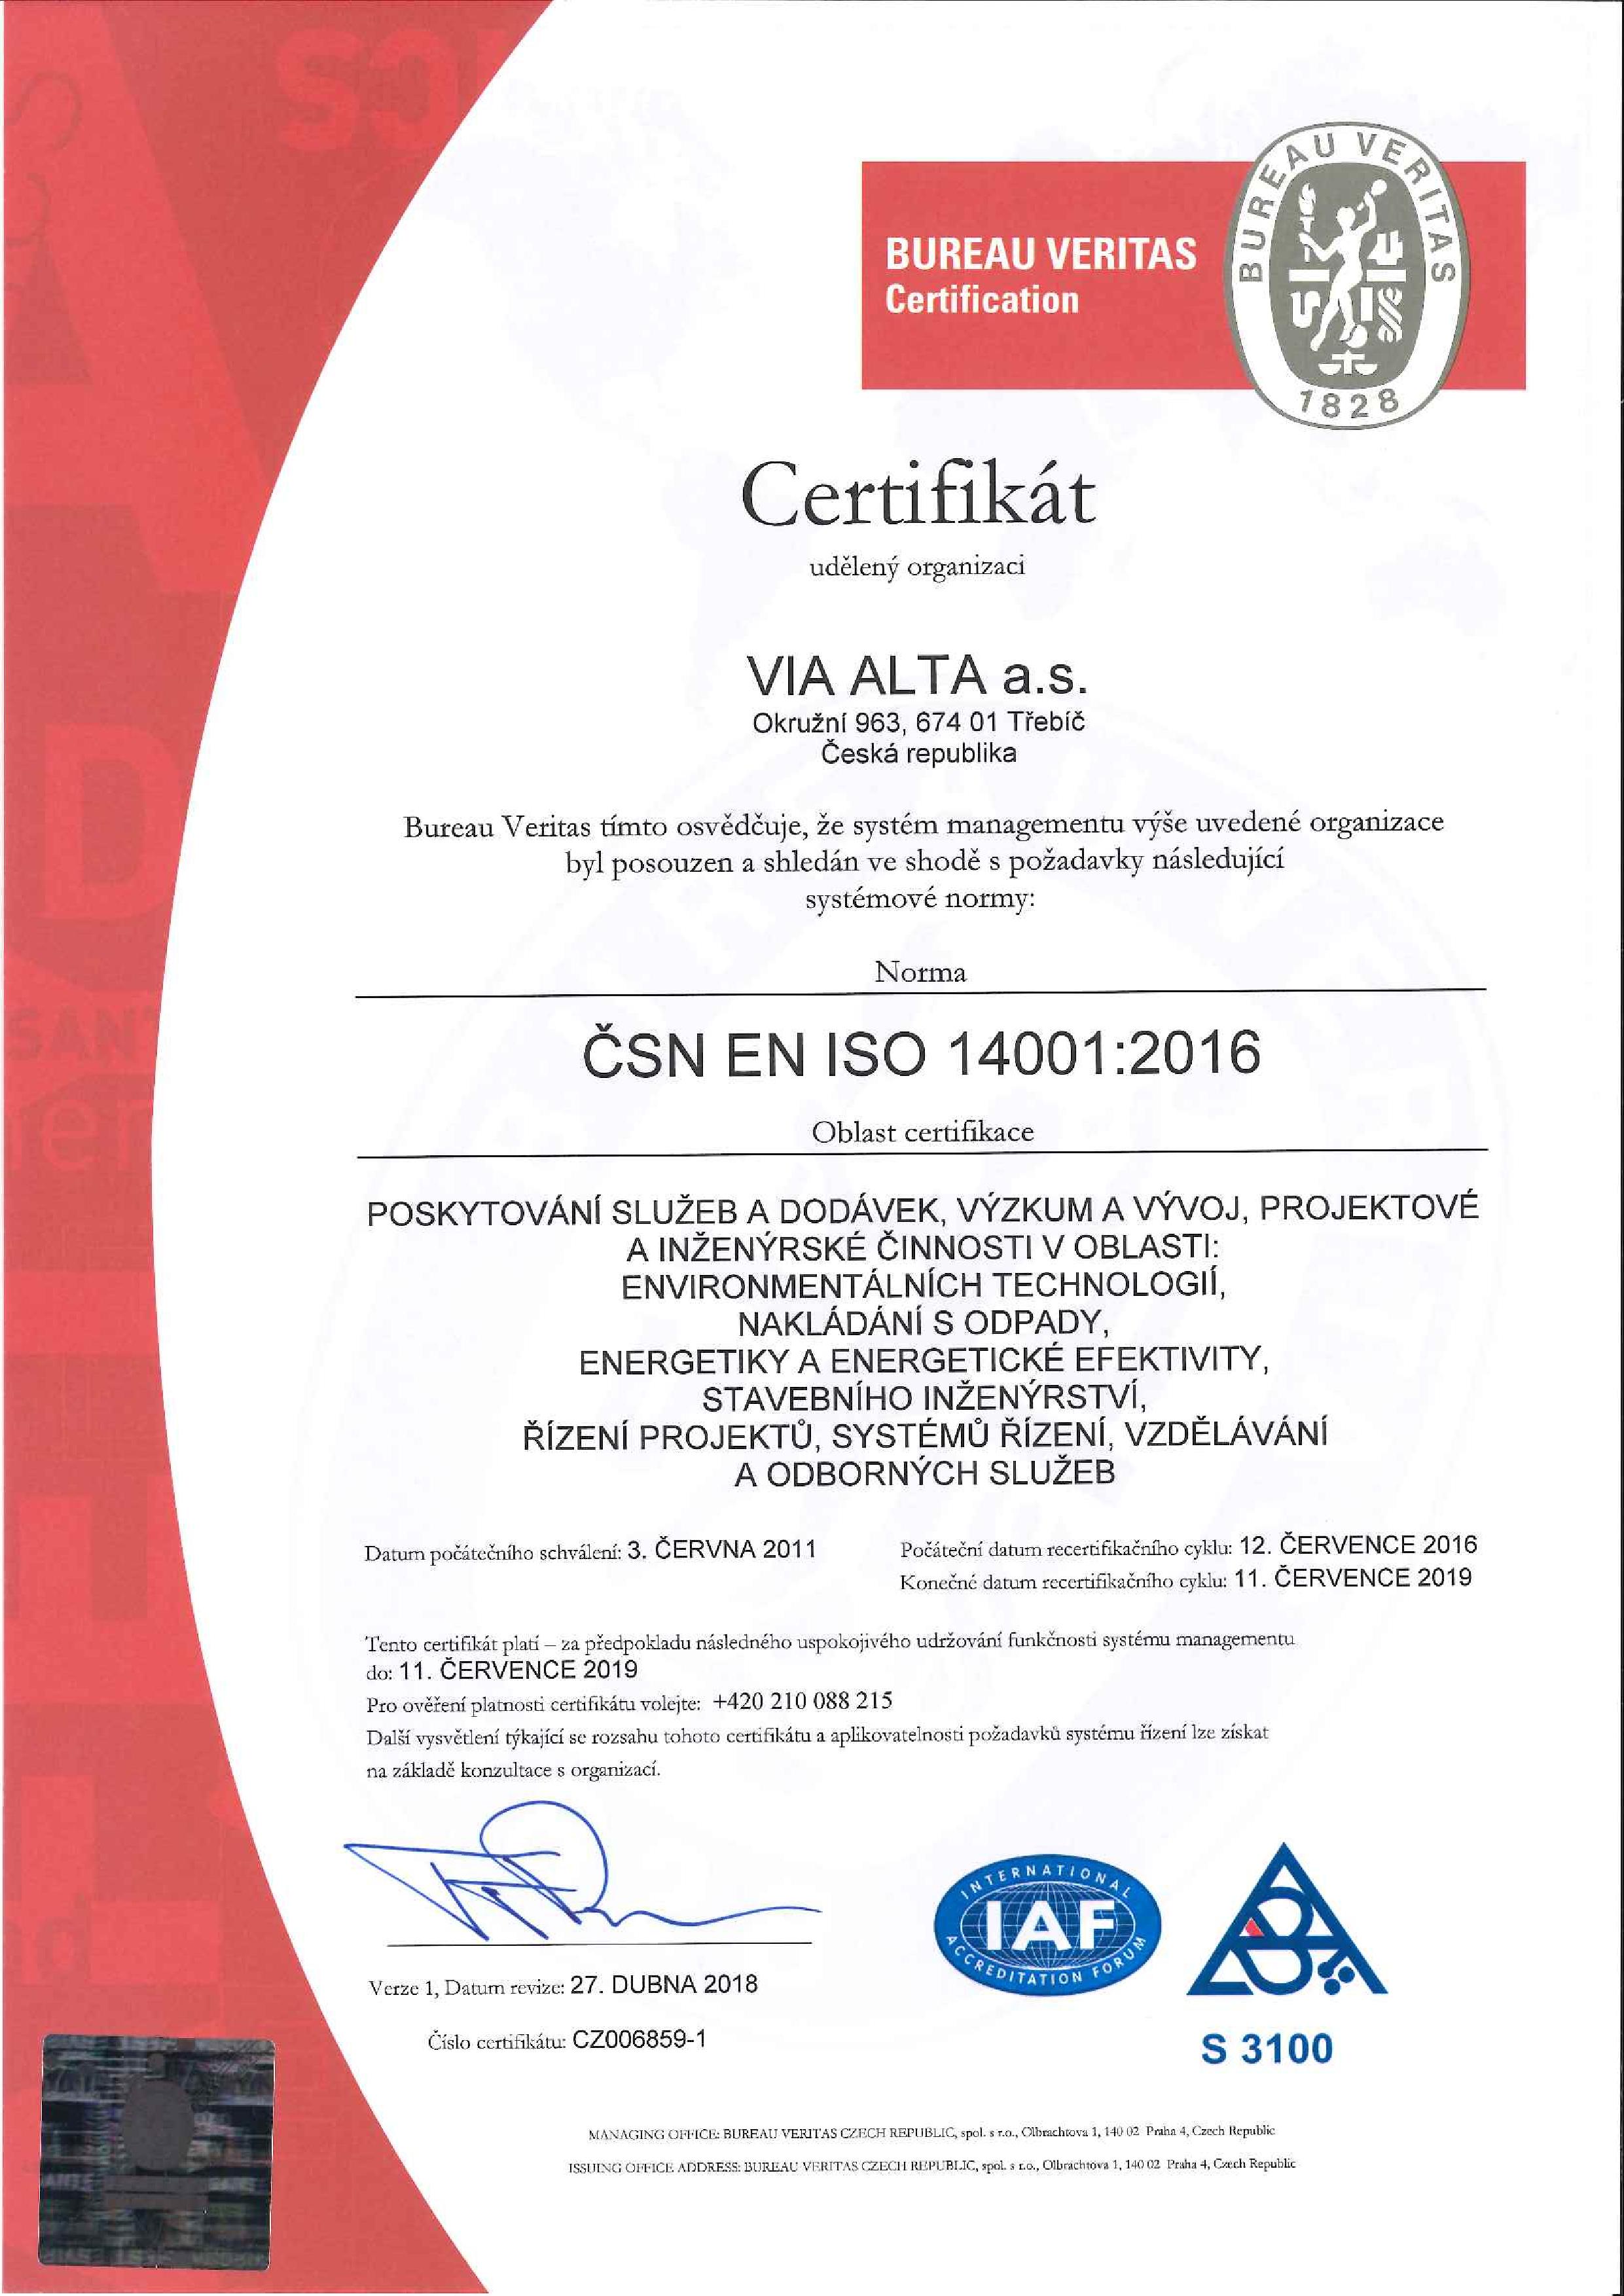 BUREAU VERITAS
Certification
BUREAU VERITAS
1828
Certifikát
udělený organizaci
VIA ALTA a.s.
Okružní 963, 674 01 Třebíč
Česká republika
Bureau Veritas tímto osvědčuje, že systém managementu výše uvedené organizace
byl posouzen a shledán ve shodě s požadavky následující
systémové normy:
Norma
ČSN EN ISO 14001:2016
Oblast certifikace
POSKYTOVÁNÍ SLUŽEB A DODÁVEK, VÝZKUM A VÝVOJ, PROJEKTOVÉ
A INŽENÝRSKÉ ČINNOSTI V OBLASTI:
ENVIRONMENTÁLNÍCH TECHNOLOGIÍ,
NAKLÁDÁNÍ S ODPADY,
ENERGETIKY A ENERGETICKÉ EFEKTIVITY,
STAVEBNÍHO INŽENÝRSTVÍ,
ŘÍZENÍ PROJEKTŮ, SYSTÉMŮ ŘÍZENÍ, VZDĚLÁVÁNÍ
A ODBORNÝCH SLUŽEB
Datum počátečního schválení: 3. ČERVNA 2011
Počáteční datum recertifikačního cyklu: 12. ČERVENCE 2016
Konečné datum recertifikačního cyklu: 11. ČERVENCE 2019
Tento certifikát platí – za předpokladu následného uspokojivého udržování funkčnosti systému managementu
do: 11. ČERVENCE 2019
Pro ověření platnosti certifikátu volejte: +420 210 088 215
Další vysvětlení týkající se rozsahu tohoto certifikátu a aplikovatelnosti požadavků systému řízení lze získat
na základě konzultace s organizací.
INTERNATIONAL
IAF
ACCREDITATION FORUM
Verze 1, Datum revize: 27. DUBNA 2018
Číslo certifikátu: CZ006859-1
S 3100
MANAGING OFFICE: BUREAU VERITAS CZECH REPUBLIC, spol. s r.o., Olbrachtova 1, 140 02 Praha 4, Czech Republic
ISSUING OFFICE ADDRESS: BUREAU VERITAS CZECH REPUBLIC, spol. s r.o., Olbrachtova 1, 140 02 Praha 4, Czech Republic